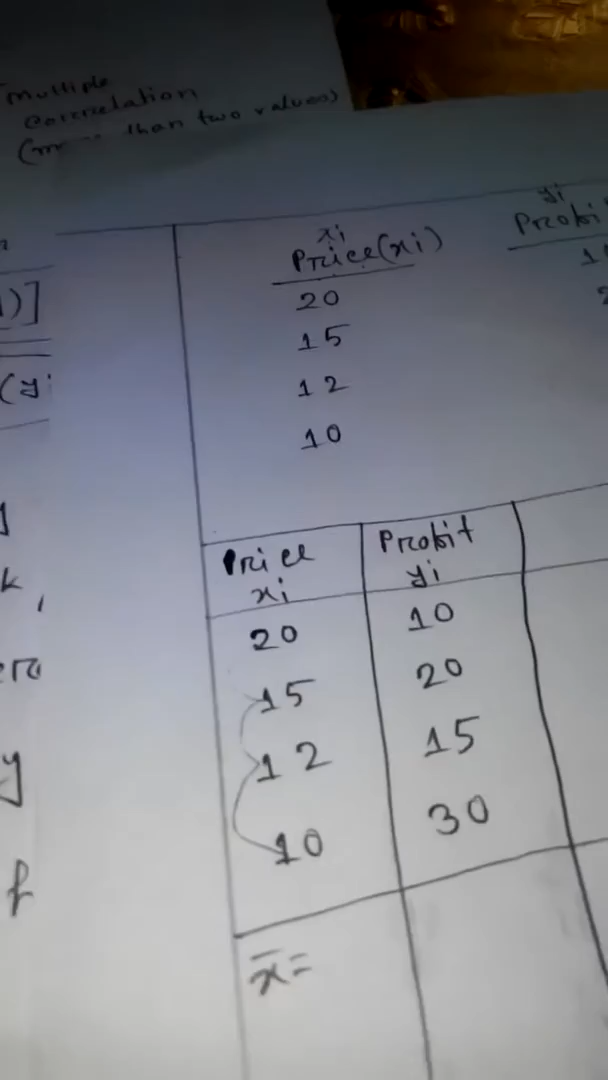 Multiple
Correlation
than two values)
xi
Price(xi)
yi
20
15
12
10
)]
(yi
Price
xi
Profit
yi
20 10
15 20
12 15
10 30
x̄=
k,
y
f